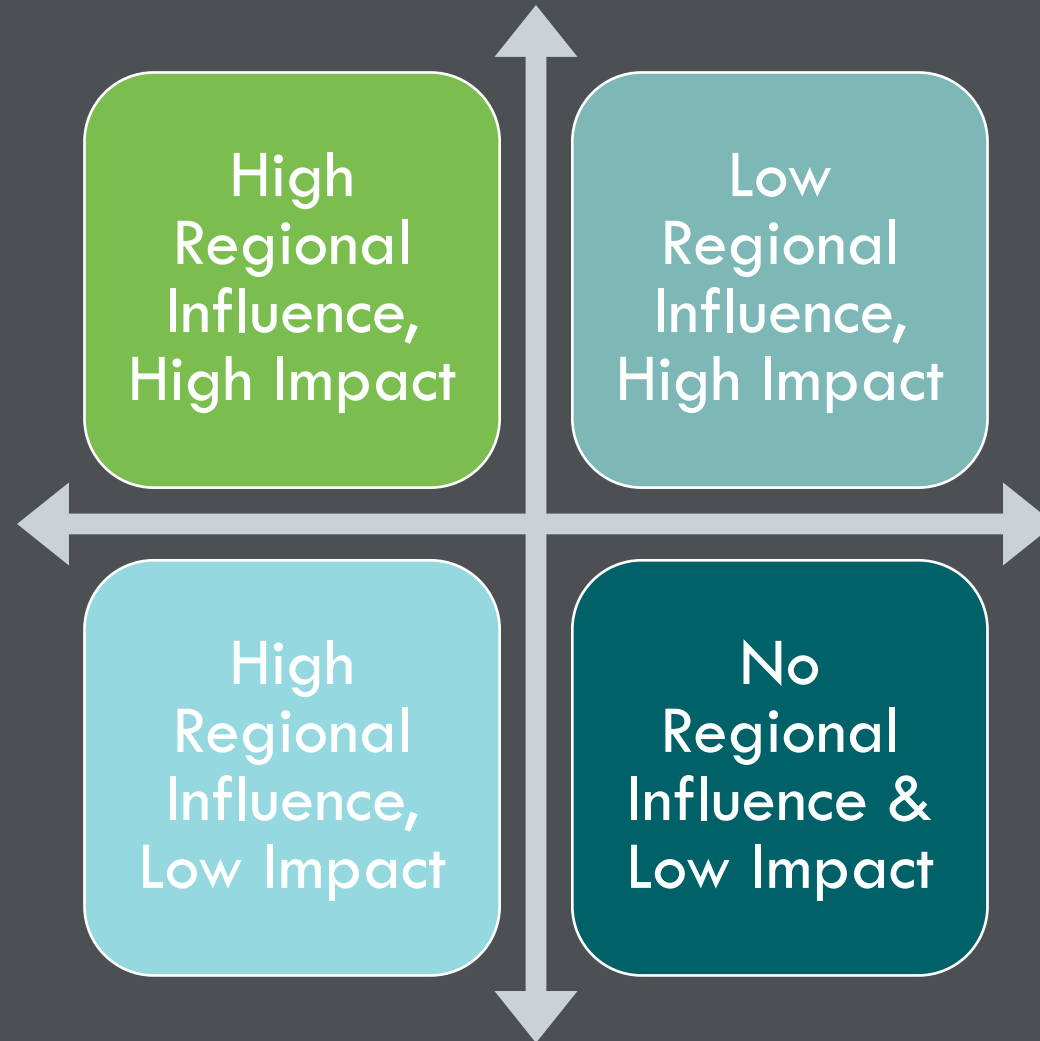 High
Regional
Influence,
High Impact
Low
Regional
Influence,
High Impact
High
Regional
Influence,
Low Impact
No
Regional
Influence &
Low Impact